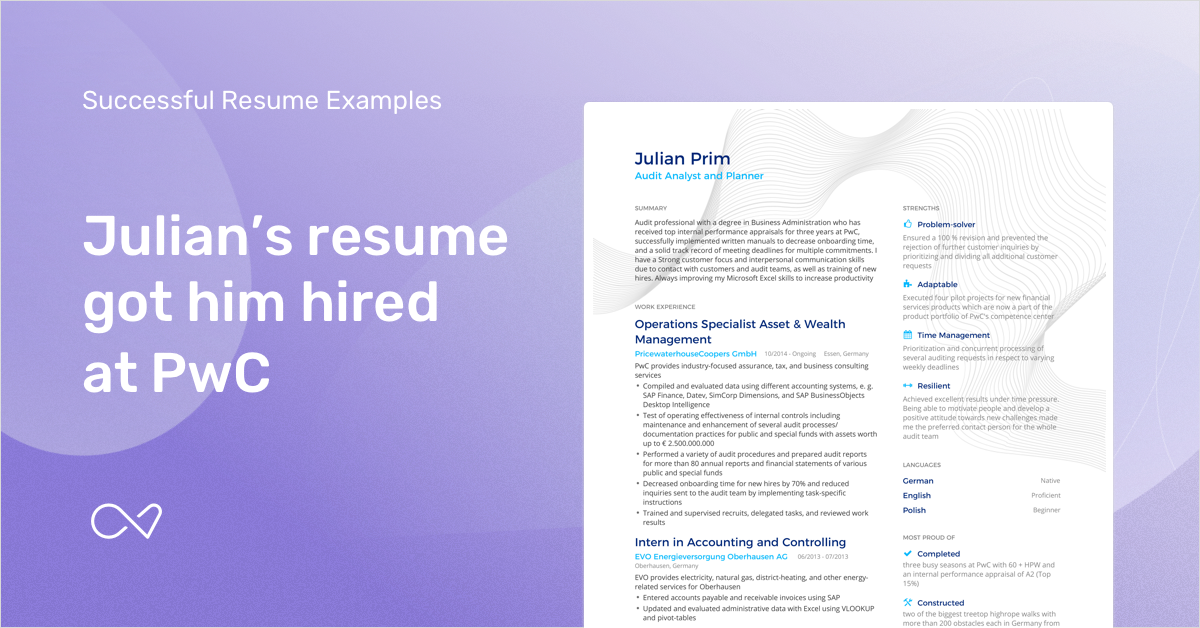 Successful Resume Examples
Julian’s resume
got him hired
at PwC
Julian Prim
Audit Analyst and Planner
SUMMARY
Audit professional with a degree in Business Administration who has
received top internal performance appraisals for three years at PwC,
successfully implemented written manuals to decrease onboarding time,
and a solid track record of meeting deadlines for multiple commitments. I
have a Strong customer focus and interpersonal communication skills
due to contact with customers and audit teams, as well as training of new
hires. Always improving my Microsoft Excel skills to increase productivity
WORK EXPERIENCE
Operations Specialist Asset & Wealth
Management
PricewaterhouseCoopers GmbH 10/2014 - Ongoing Essen, Germany
PwC provides industry-focused assurance, tax, and business consulting
services
• Compiled and evaluated data using different accounting systems, e. g.
SAP Finance, Datev, SimCorp Dimensions, and SAP BusinessObjects
Desktop Intelligence
• Test of operating effectiveness of internal controls including
maintenance and enhancement of several audit processes/
documentation practices for public and special funds with assets worth
up to € 2.500.000.000
• Performed a variety of audit procedures and prepared audit reports
for more than 80 annual reports and financial statements of various
public and special funds
• Decreased onboarding time for new hires by 70% and reduced
inquiries sent to the audit team by implementing task-specific
instructions
• Trained and supervised recruits, delegated tasks, and reviewed work
results
Intern in Accounting and Controlling
EVO Energieversorgung Oberhausen AG 06/2013 - 07/2013
Oberhausen, Germany
EVO provides electricity, natural gas, district-heating, and other energy-
related services for Oberhausen
• Entered accounts payable and receivable invoices using SAP
• Updated and evaluated administrative data with Excel using VLOOKUP
and pivot-tables
STRENGTHS
Problem-solver
Ensured a 100 % revision and prevented the
rejection of further customer inquiries by
prioritizing and dividing all additional customer
requests
Adaptable
Executed four pilot projects for new financial
services products which are now a part of the
product portfolio of PwC's competence center
Time Management
Prioritization and concurrent processing of
several auditing requests in respect to varying
weekly deadlines
Resilient
Achieved excellent results under time pressure.
Being able to motivate people and develop a
positive attitude towards new challenges made
me the preferred contact person for the whole
audit team
LANGUAGES
German Native
English Proficient
Polish Beginner
MOST PROUD OF
Completed
three busy seasons at PwC with 60 + HPW and
an internal performance appraisal of A2 (Top
15%)
Constructed
two of the biggest treetop highrope walks with
more than 200 obstacles each in Germany from